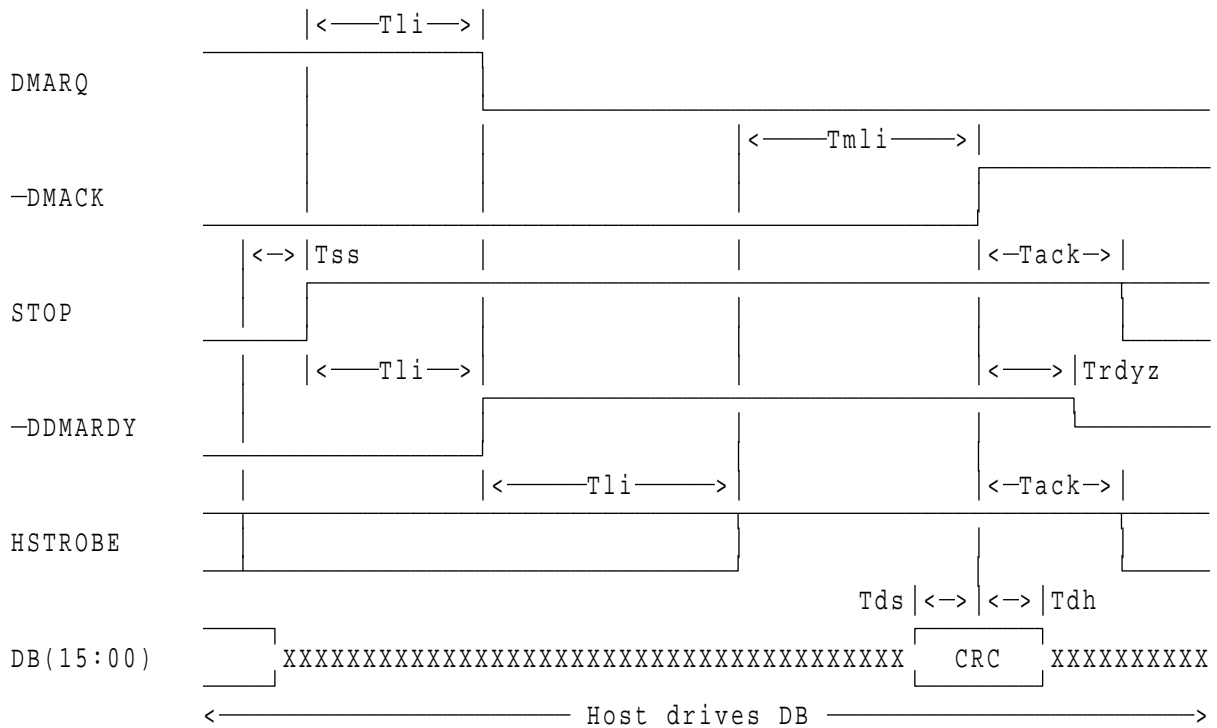 Tli
DMARQ
Tmli
—DMACK
Tss Tack
STOP
Tli Trdyz
—DDMARDY
Tli Tack
HSTROBE
Tds Tdh
DB(15:00) XXXXXXXXXXXXXXXXXXXXXXXXXXXXXXXXXXXXXXX CRC XXXXXXXXXX
Host drives DB